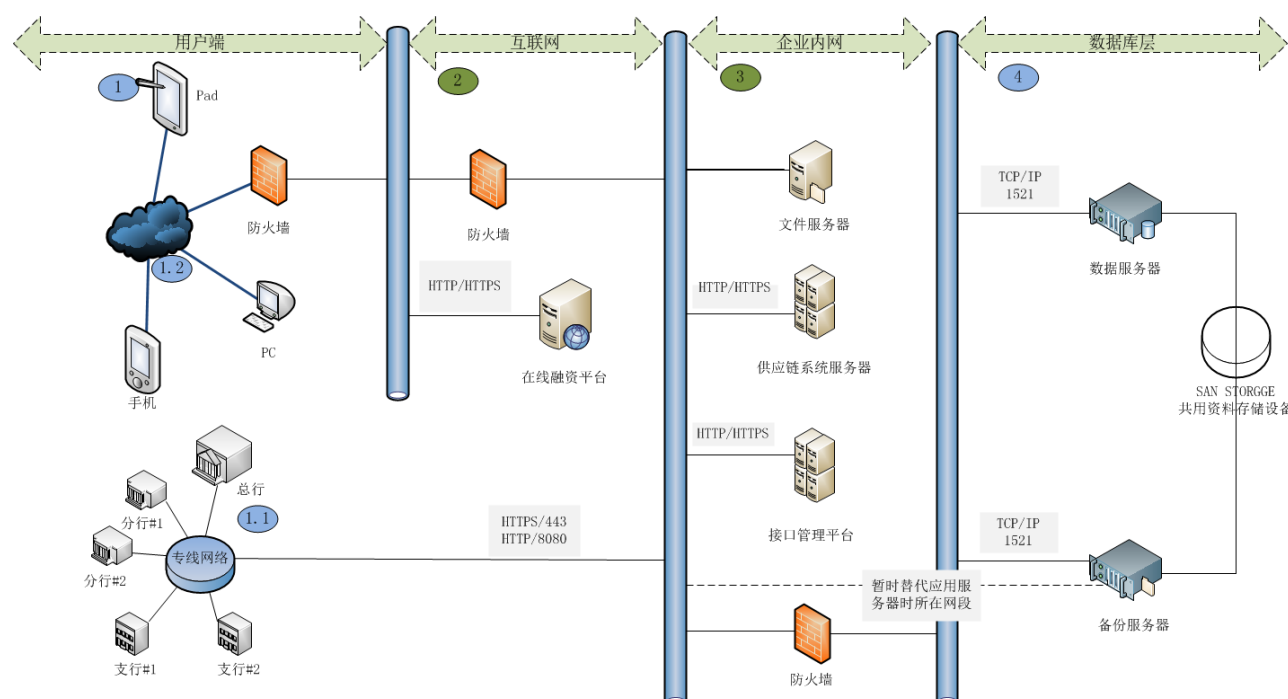 用户端
互联网
企业内网
数据库层
1
2
3
4
Pad
防火墙
防火墙
1.2
PC
手机
HTTP/HTTPS
在线融资平台
文件服务器
HTTP/HTTPS
供应链系统服务器
HTTP/HTTPS
接口管理平台
TCP/IP
1521
数据服务器
SAN STORGGE
共用资料存储设备
总行
分行#1
1.1
分行#2
专线网络
支行#1
支行#2
HTTPS/443
HTTP/8080
TCP/IP
1521
暂时替代应用服
务器时所在网段
备份服务器
防火墙